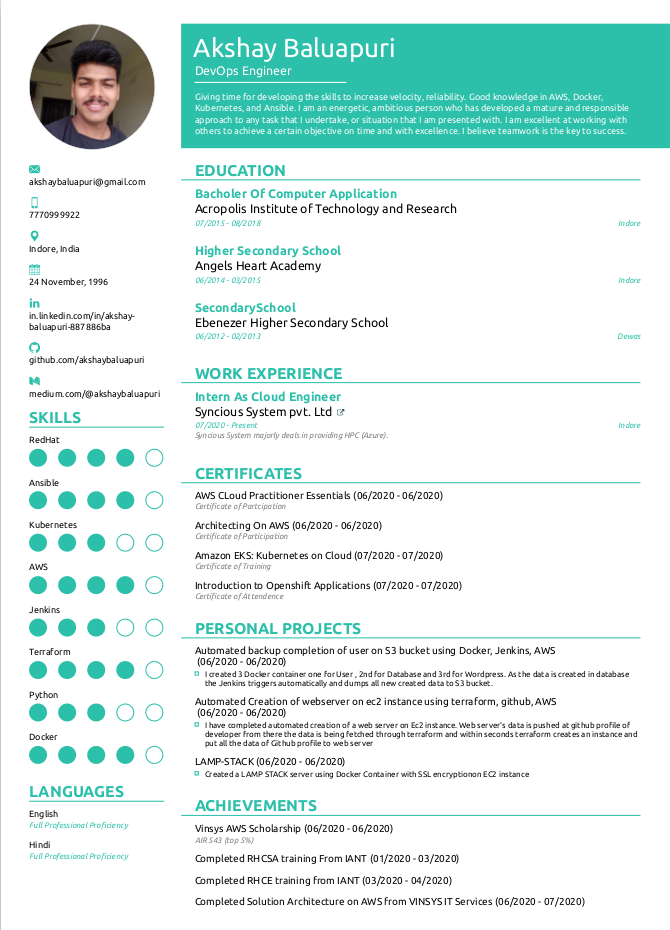 Akshay Baluapuri
DevOps Engineer
Giving time for developing the skills to increase velocity, reliability. Good knowledge in AWS, Docker,
Kubernetes, and Ansible. I am an energetic, ambitious person who has developed a mature and responsible
approach to any task that I undertake, or situation that I am presented with. I am excellent at working with
others to achieve a certain objective on time and with excellence. I believe teamwork is the key to success.
akshaybaluapuri@gmail.com
7770999922
Indore, India
24 November, 1996
in.linkedin.com/in/akshay-
baluapuri-887886ba
github.com/akshaybaluapuri
medium.com/@akshaybaluapuri
SKILLS
RedHat
Ansible
Kubernetes
AWS
Jenkins
Terraform
Python
Docker
LANGUAGES
English
Full Professional Proficiency
Hindi
Full Professional Proficiency
EDUCATION
Bacholer Of Computer Application
Acropolis Institute of Technology and Research
07/2015 - 08/2018
Indore
Higher Secondary School
Angels Heart Academy
06/2014 - 03/2015
Indore
SecondarySchool
Ebenezer Higher Secondary School
06/2012 - 02/2013
Dewas
WORK EXPERIENCE
Intern As Cloud Engineer
Syncious System pvt. Ltd
07/2020 - Present
Indore
Syncious System majorly deals in providing HPC (Azure).
CERTIFICATES
AWS CLoud Practitioner Essentials (06/2020 - 06/2020)
Certificate of Partcipation
Architecting On AWS (06/2020 - 06/2020)
Certificate of Participation
Amazon EKS: Kubernetes on Cloud (07/2020 - 07/2020)
Certificate of Training
Introduction to Openshift Applications (07/2020 - 07/2020)
Certificate of Attendence
PERSONAL PROJECTS
Automated backup completion of user on S3 bucket using Docker, Jenkins, AWS
(06/2020 - 06/2020)
I created 3 Docker container one for User , 2nd for Database and 3rd for Wordpress. As the data is created in database
the Jenkins triggers automatically and dumps all new created data to S3 bucket.
Automated Creation of webserver on ec2 instance using terraform, github, AWS
(06/2020 - 06/2020)
I have completed automated creation of a web server on Ec2 instance. Web server's data is pushed at github profile of
developer from there the data is being fetched through terraform and within seconds terraform creates an instance and
put all the data of Github profile to web server
LAMP-STACK (06/2020 - 06/2020)
Created a LAMP STACK server using Docker Container with SSL encryptionon EC2 instance
ACHIEVEMENTS
Vinsys AWS Scholarship (06/2020 - 06/2020)
AIR 543 (top 5%)
Completed RHCSA training From IANT (01/2020 - 03/2020)
Completed RHCE training from IANT (03/2020 - 04/2020)
Completed Solution Architecture on AWS from VINSYS IT Services (06/2020 - 07/2020)